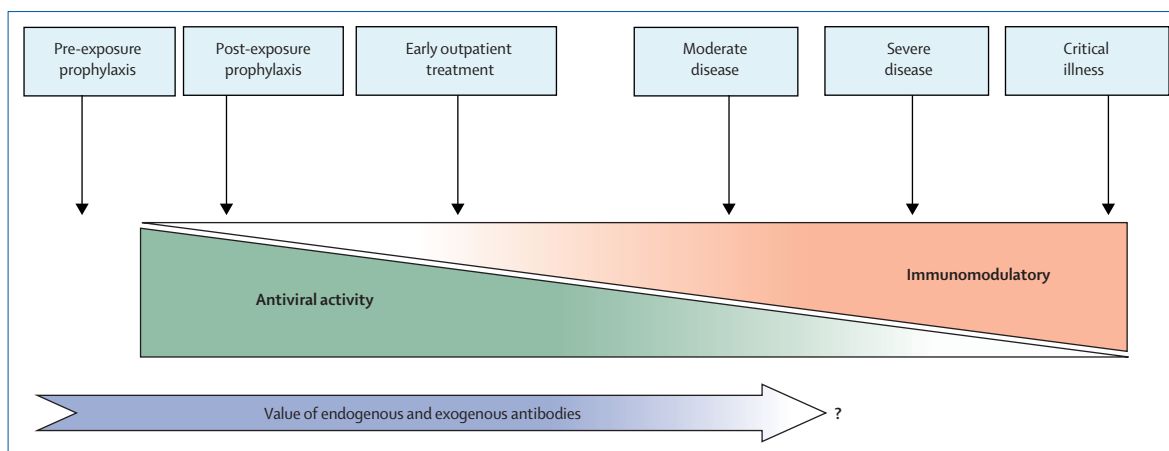 Pre-exposure
prophylaxis
Post-exposure
prophylaxis
Early outpatient
treatment
Moderate
disease
Severe
disease
Critical
illness
Immunomodulatory
Antiviral activity
Value of endogenous and exogenous antibodies
?